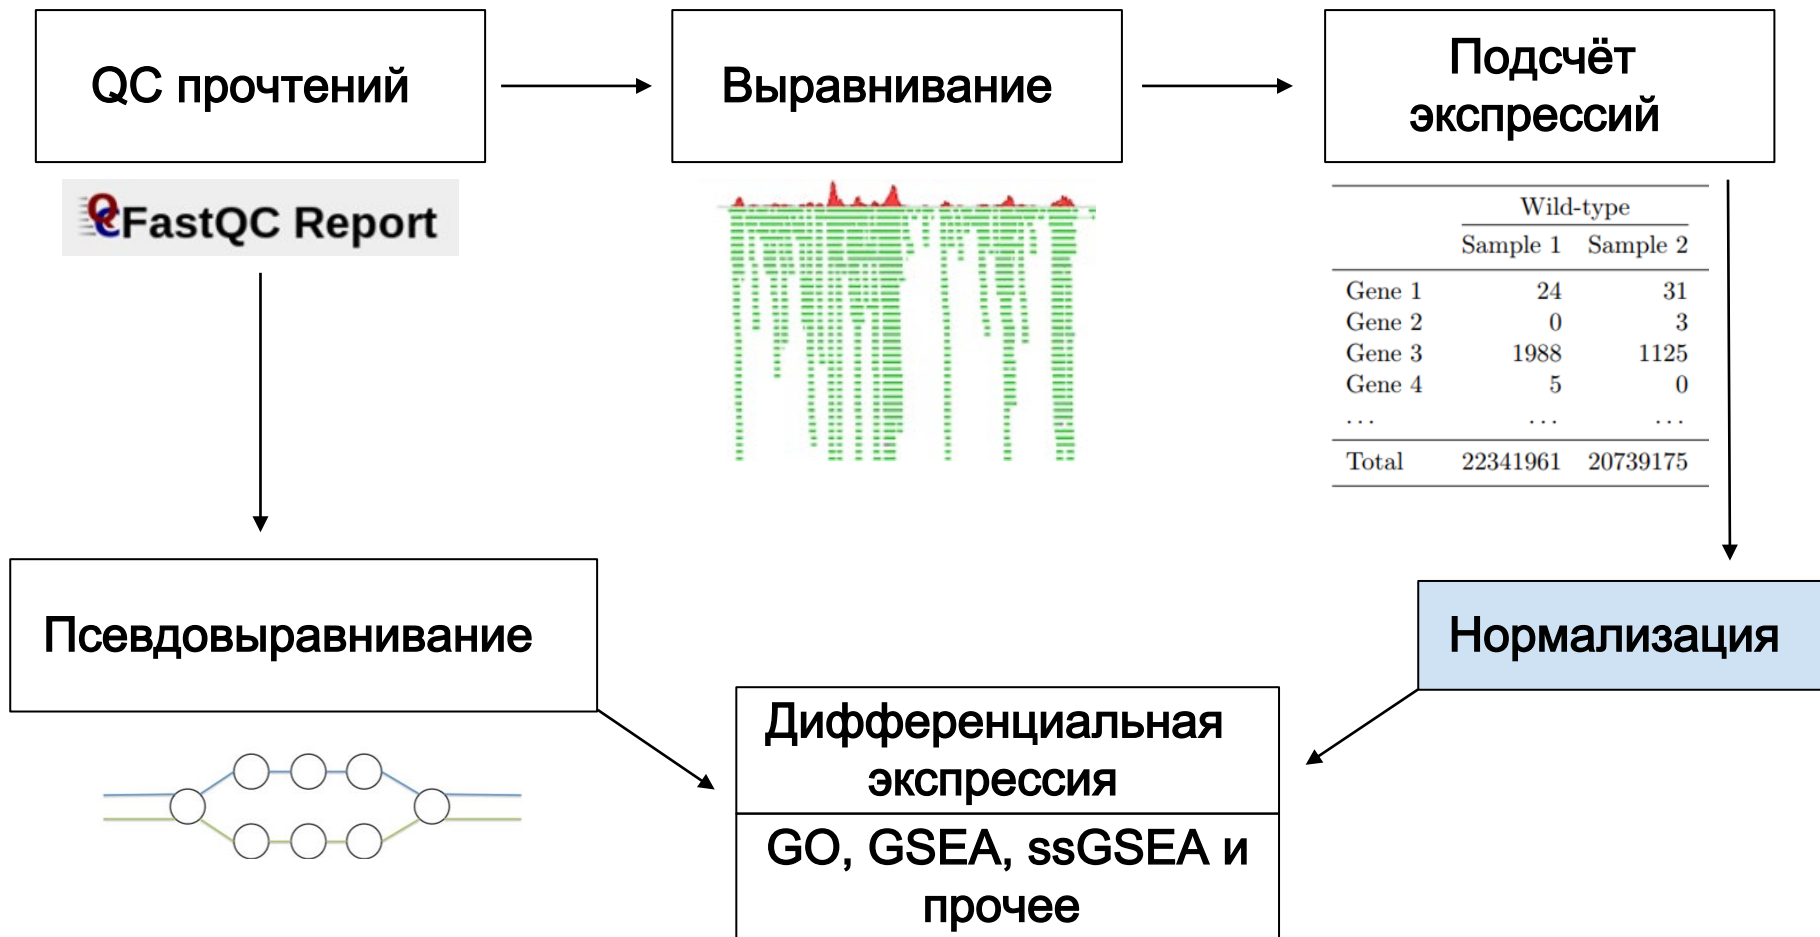 QC прочтений
Выравнивание
Подсчёт
экспрессий
QC FastQC Report
Wild-type
Sample 1 Sample 2
Gene 1 24 31
Gene 2 0 3
Gene 3 1988 1125
Gene 4 5 0
... ... ...
Total 22341961 20739175
Псевдовыравнивание
Нормализация
Дифференциальная
экспрессия
GO, GSEA, ssGSEA и
прочее